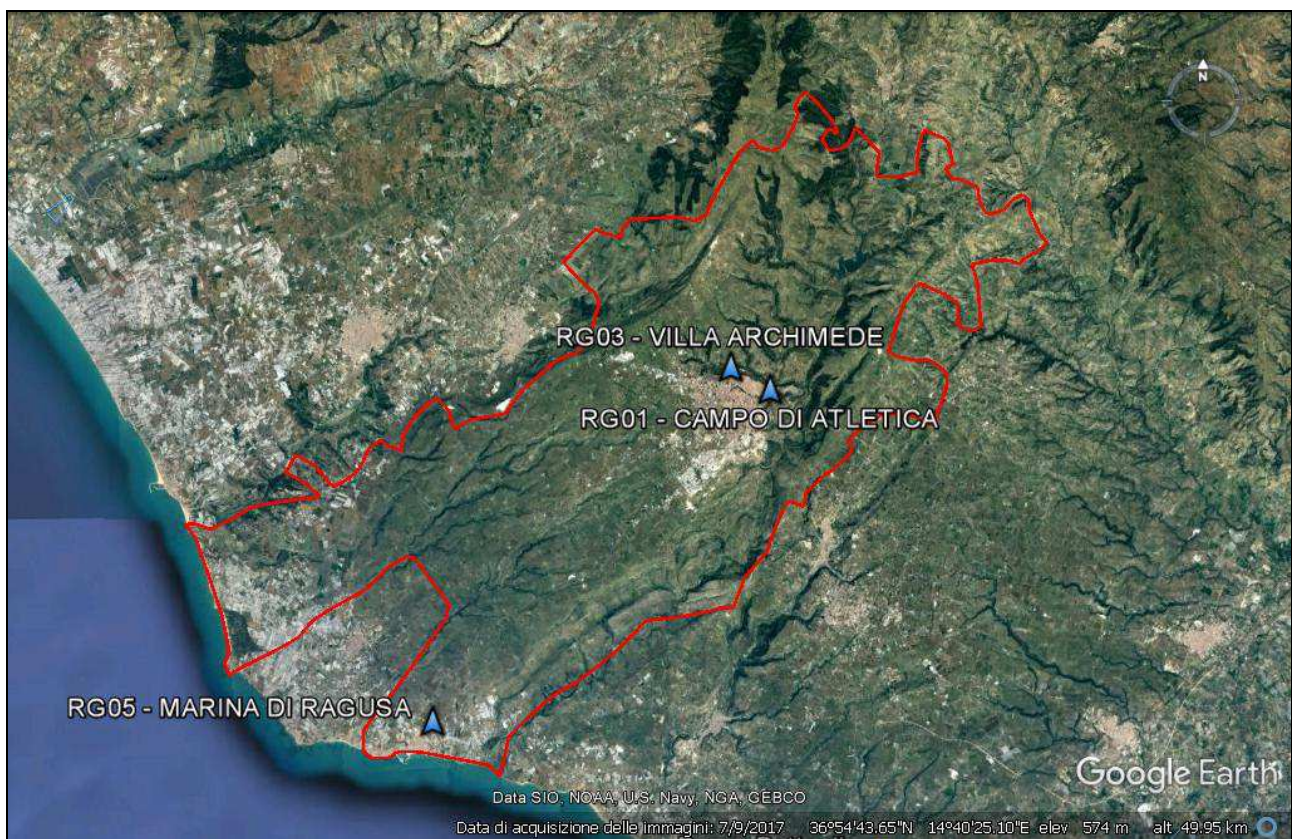 N
RG03 - VILLA ARCHIMEDE
RG01 - CAMPO DI ATLETICA
RG05 - MARINA DI RAGUSA
Google Earth
Data SIO, NOAA, U.S. Navy, NGA, GEBCO
Data di acquisizione delle immagini: 7/9/2017 36°54'43.65"N 14°40'25.10"E elev 574 m alt 49.95 km